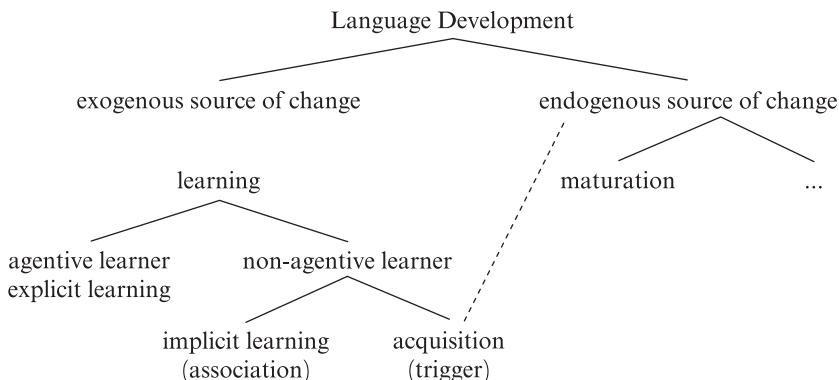 Language Development
exogenous source of change
endogenous source of change
learning
maturation
...
agentive learner
explicit learning
non-agentive learner
implicit learning
(association)
acquisition
(trigger)